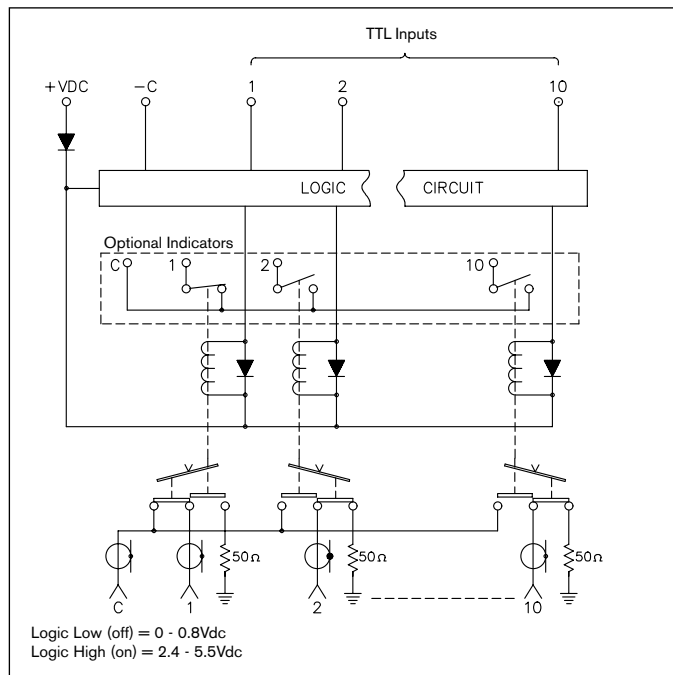 TTL Inputs
+VDC -C 1 2 10
LOGIC CIRCUIT
Optional Indicators
C 1 2 10
50Ω 50Ω 50Ω
C 1 2 10
Logic Low (off) = 0 - 0.8Vdc
Logic High (on) = 2.4 - 5.5Vdc